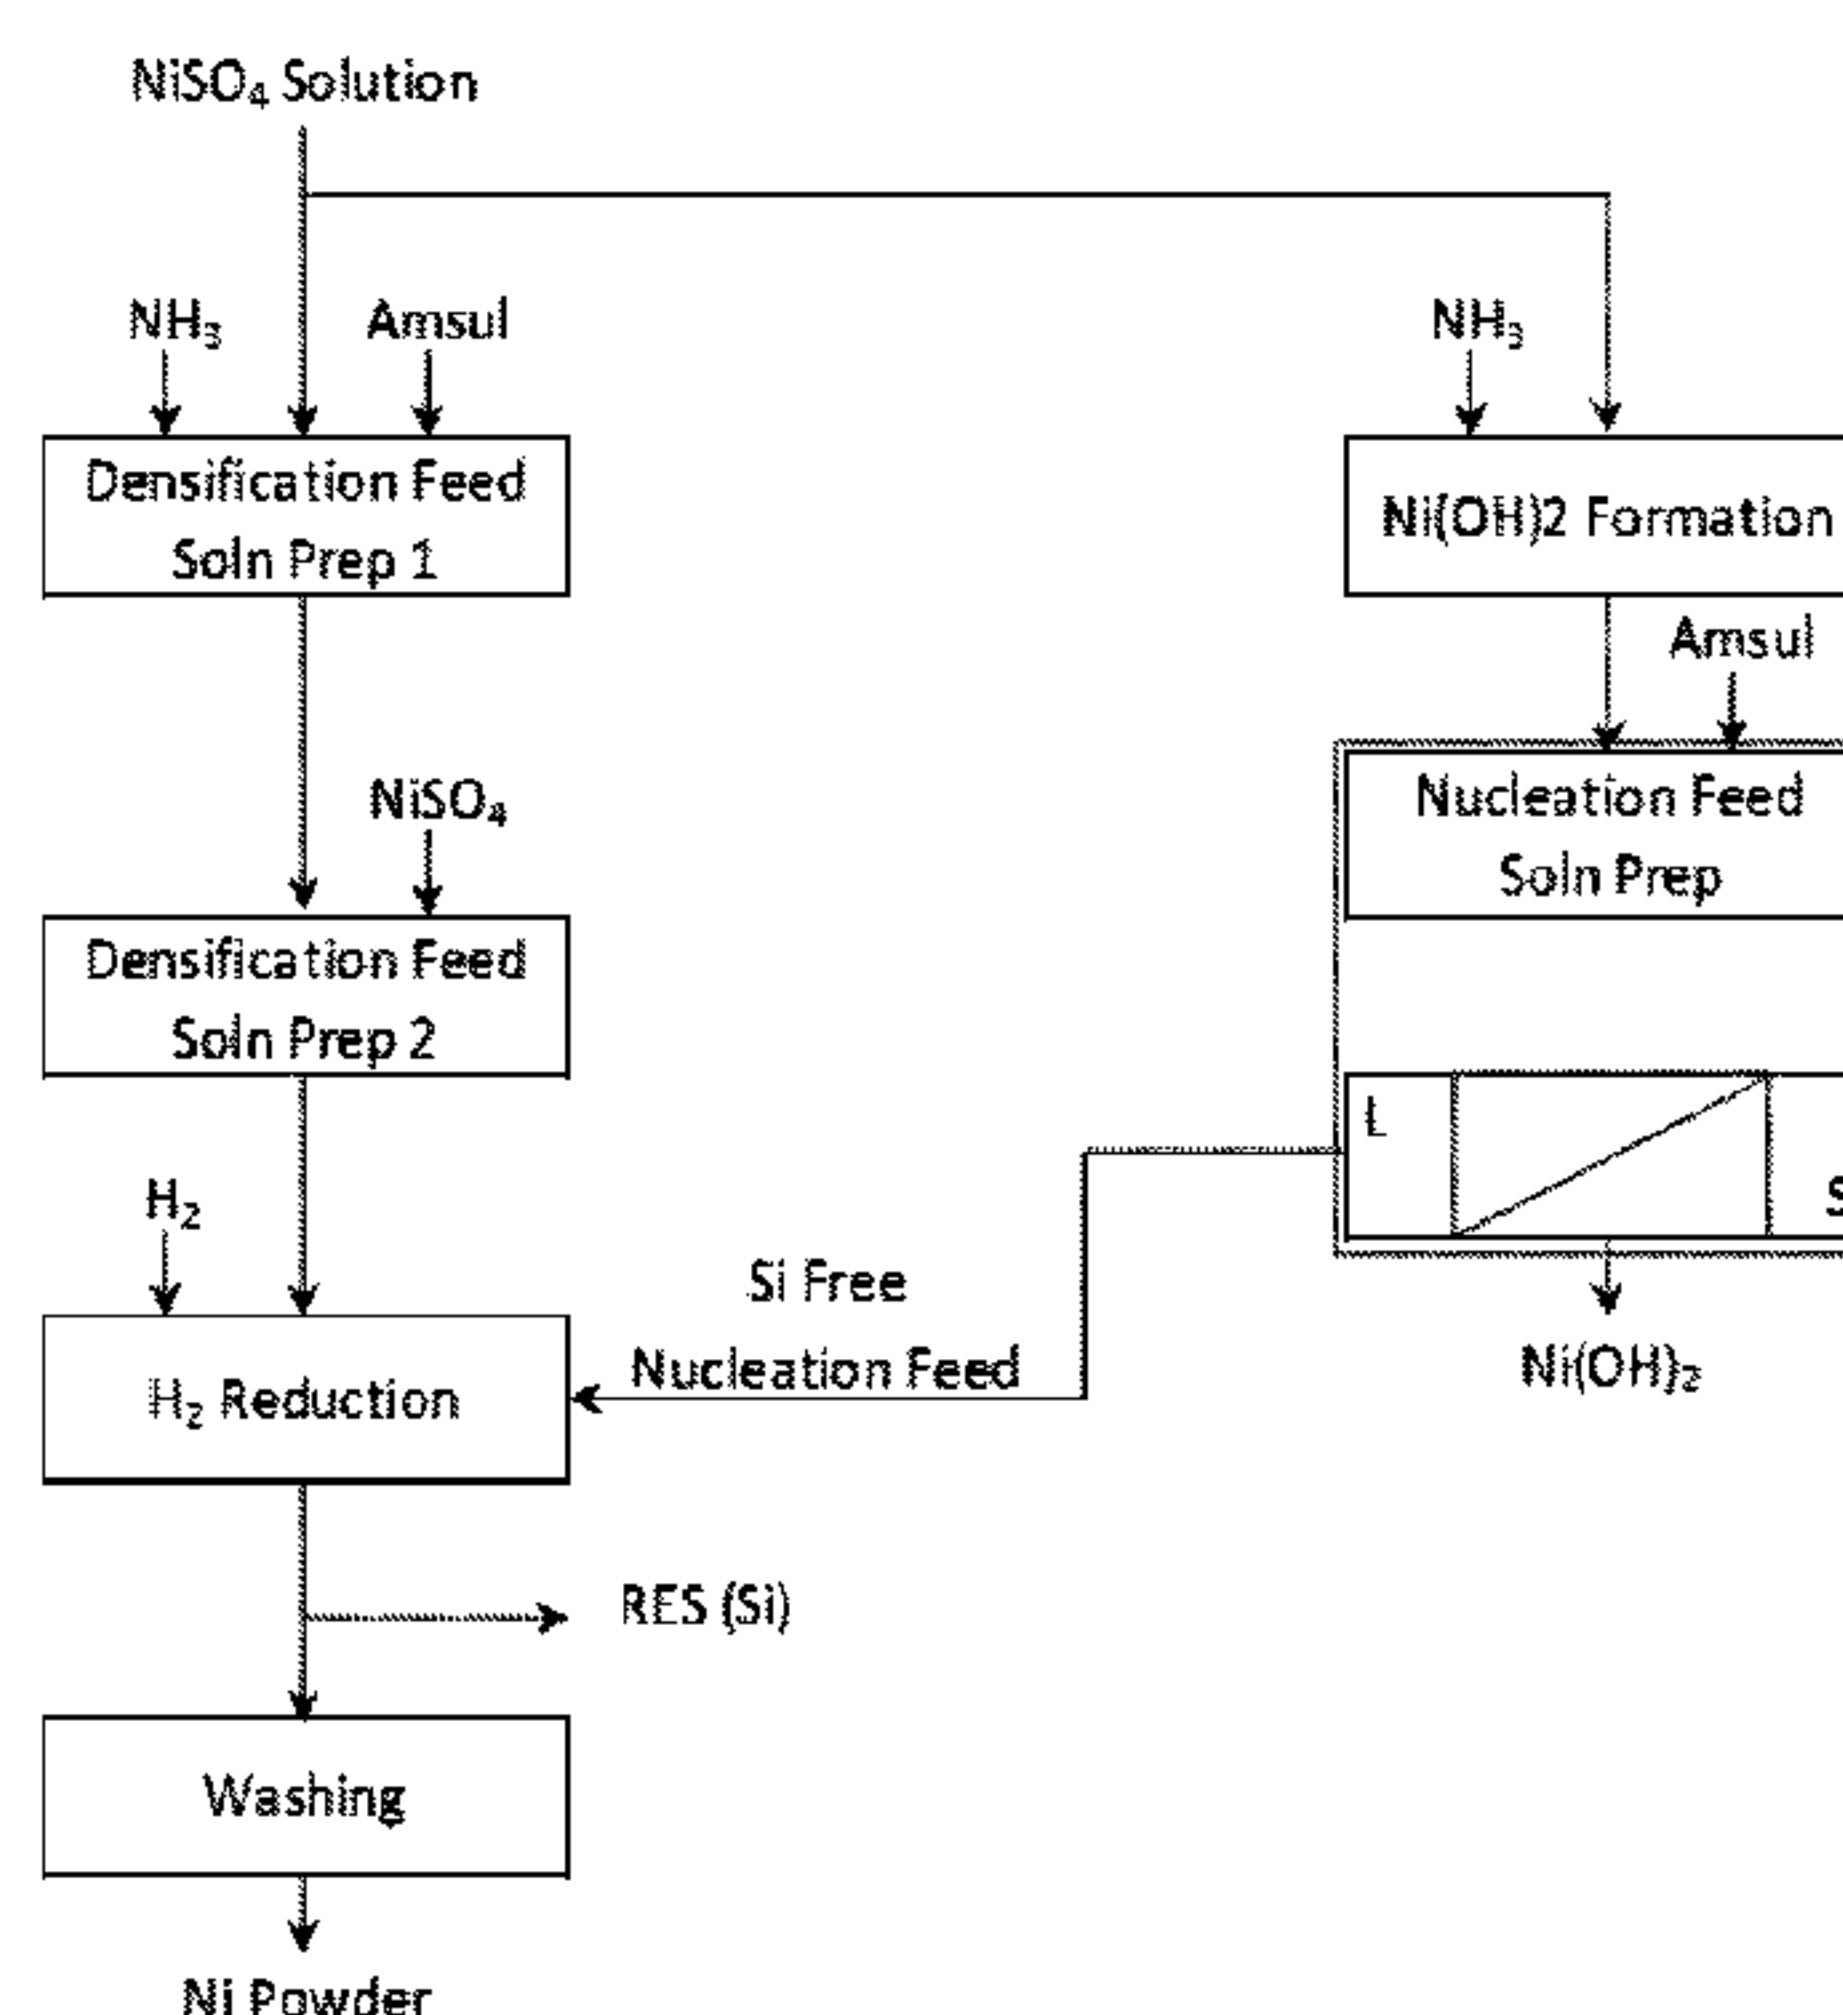 NiSO₄ Solution
NH₃
Amsul
NH₃
Densification Feed
Soln Prep 1
Ni(OH)2 Formation
Amsul
NiSO₄
Nucleation Feed
Soln Prep
Densification Feed
Soln Prep 2
L
S
H₂
Si Free
Nucleation Feed
H₂ Reduction
Ni(OH)₂
RES (Si)
Washing
Ni Powder